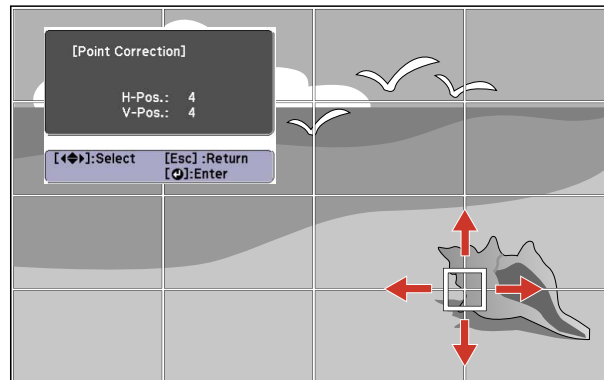 [Point Correction]
H-Pos.: 4
V-Pos.: 4
[◀◆▶]:Select [Esc] :Return
[↵]:Enter